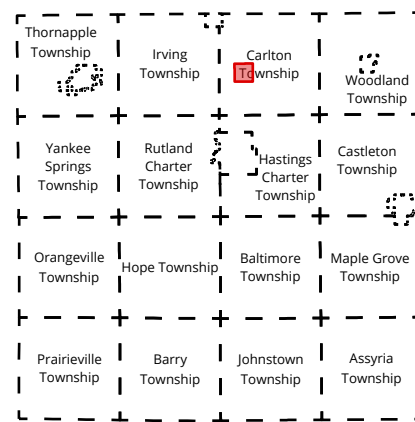 Thornapple
Township
Irving
Township
Carlton
Township
Woodland
Township
Yankee
Springs
Township
Rutland
Charter
Township
Hastings
Charter
Township
Castleton
Township
Orangeville
Township
Hope Township
Baltimore
Township
Maple Grove
Township
Prairieville
Township
Barry
Township
Johnstown
Township
Assyria
Township